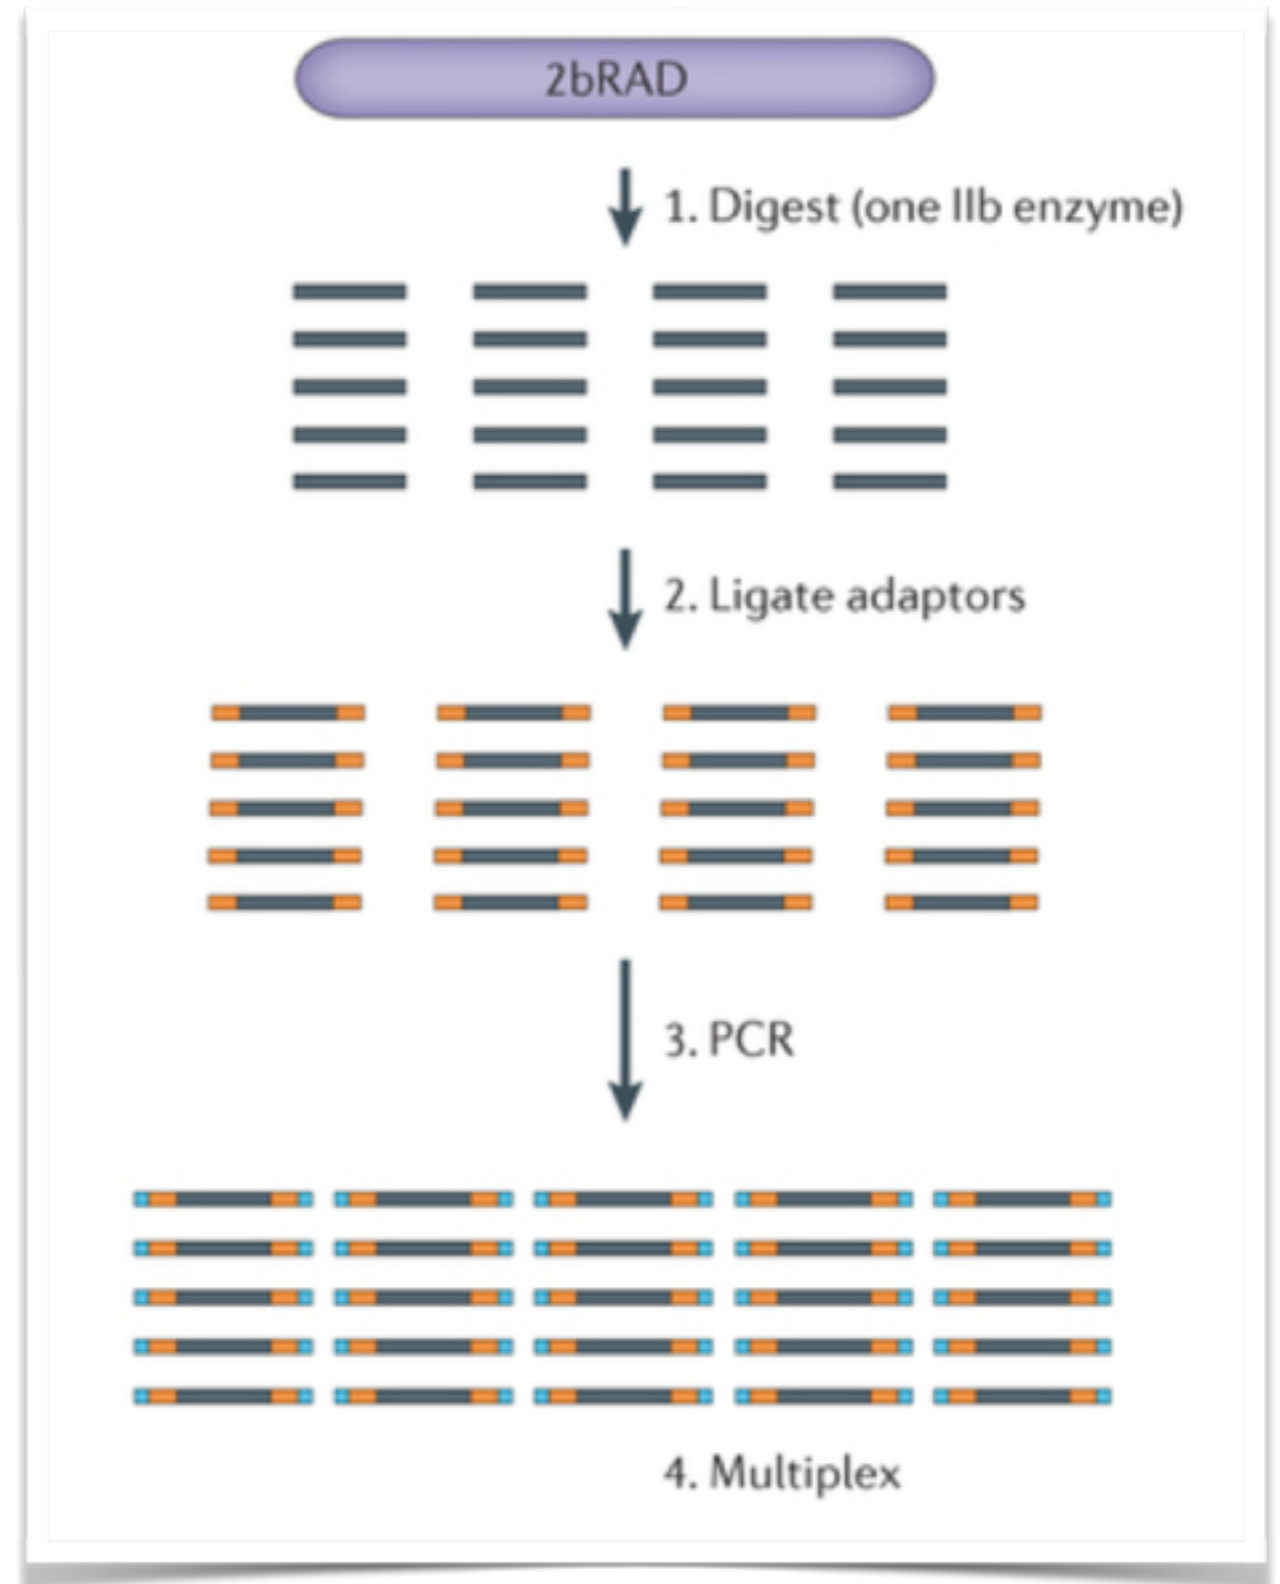 2bRAD
1. Digest (one IIb enzyme)
2. Ligate adaptors
3. PCR
4. Multiplex